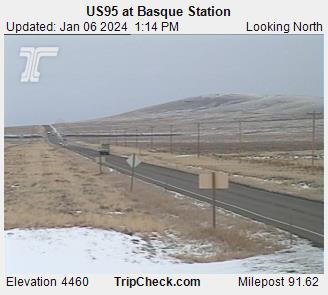 US95 at Basque Station
Updated: Jan 06 2024 1:14 PM Looking North
Elevation 4460 TripCheck.com Milepost 91.62